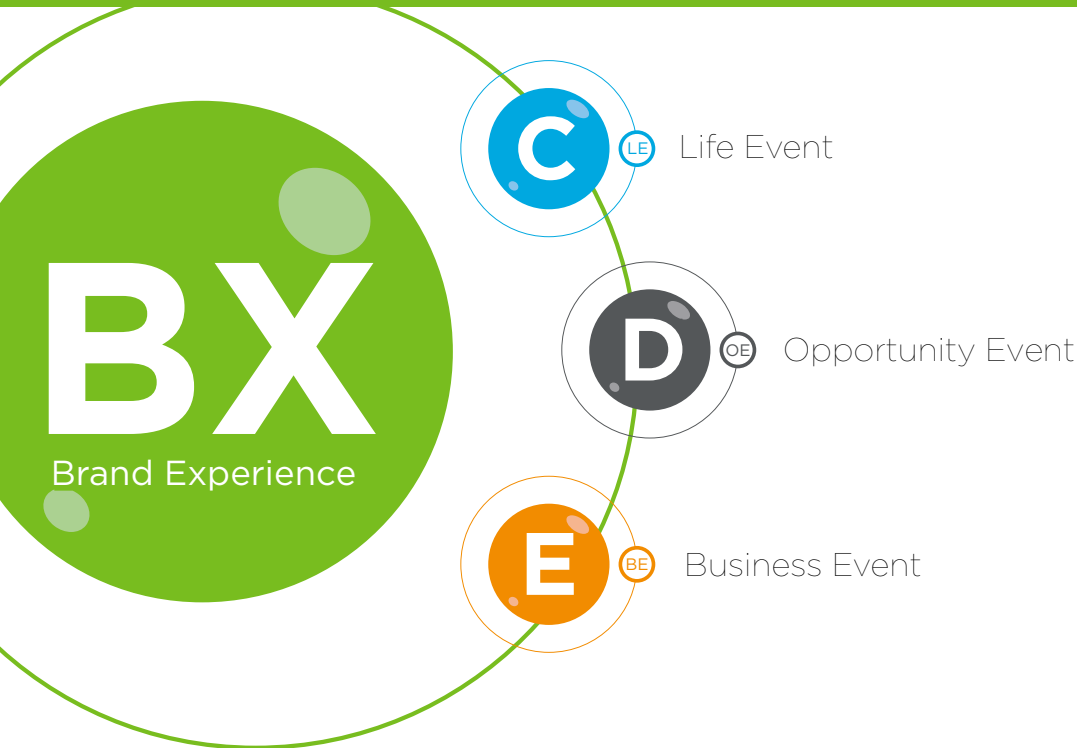 BX
Brand Experience
C
LE
Life Event
D
OE
Opportunity Event
E
BE
Business Event